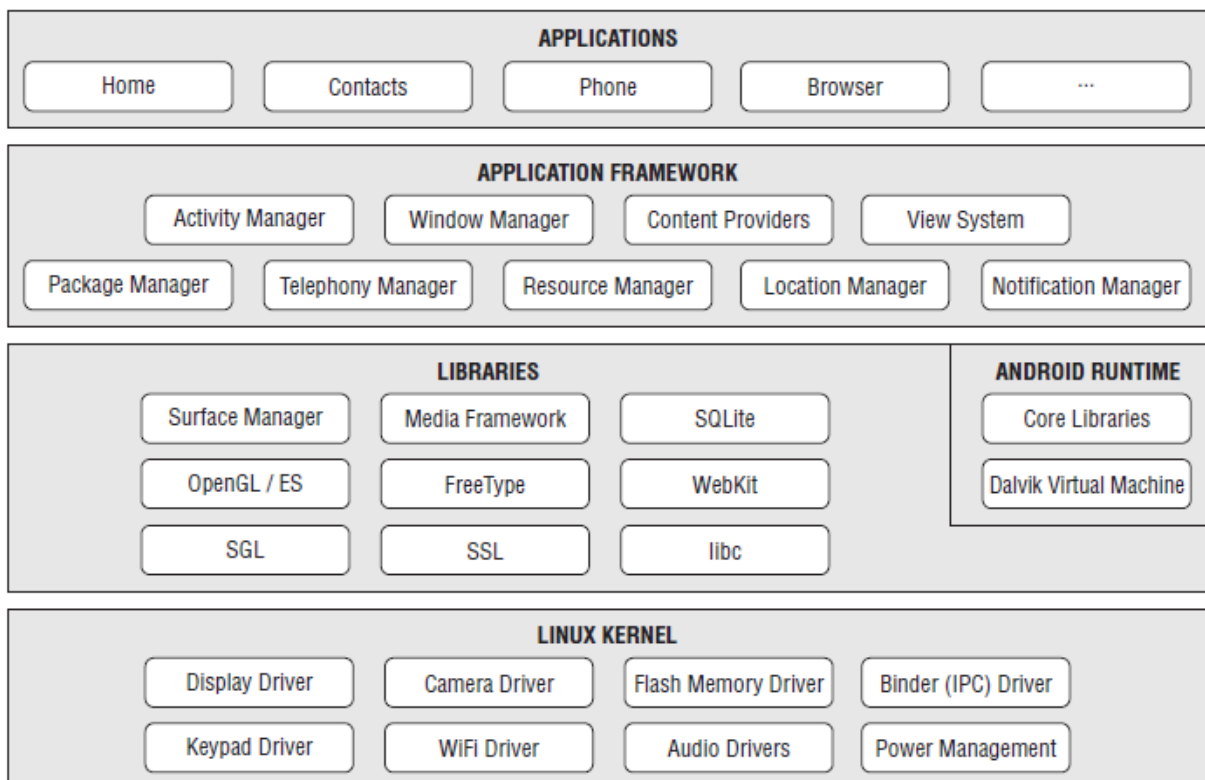 APPLICATIONS
Home Contacts Phone Browser ...
APPLICATION FRAMEWORK
Activity Manager Window Manager Content Providers View System
Package Manager Telephony Manager Resource Manager Location Manager Notification Manager
LIBRARIES
Surface Manager Media Framework SQLite
OpenGL / ES FreeType WebKit
SGL SSL libc
ANDROID RUNTIME
Core Libraries
Dalvik Virtual Machine
LINUX KERNEL
Display Driver Camera Driver Flash Memory Driver Binder (IPC) Driver
Keypad Driver WiFi Driver Audio Drivers Power Management